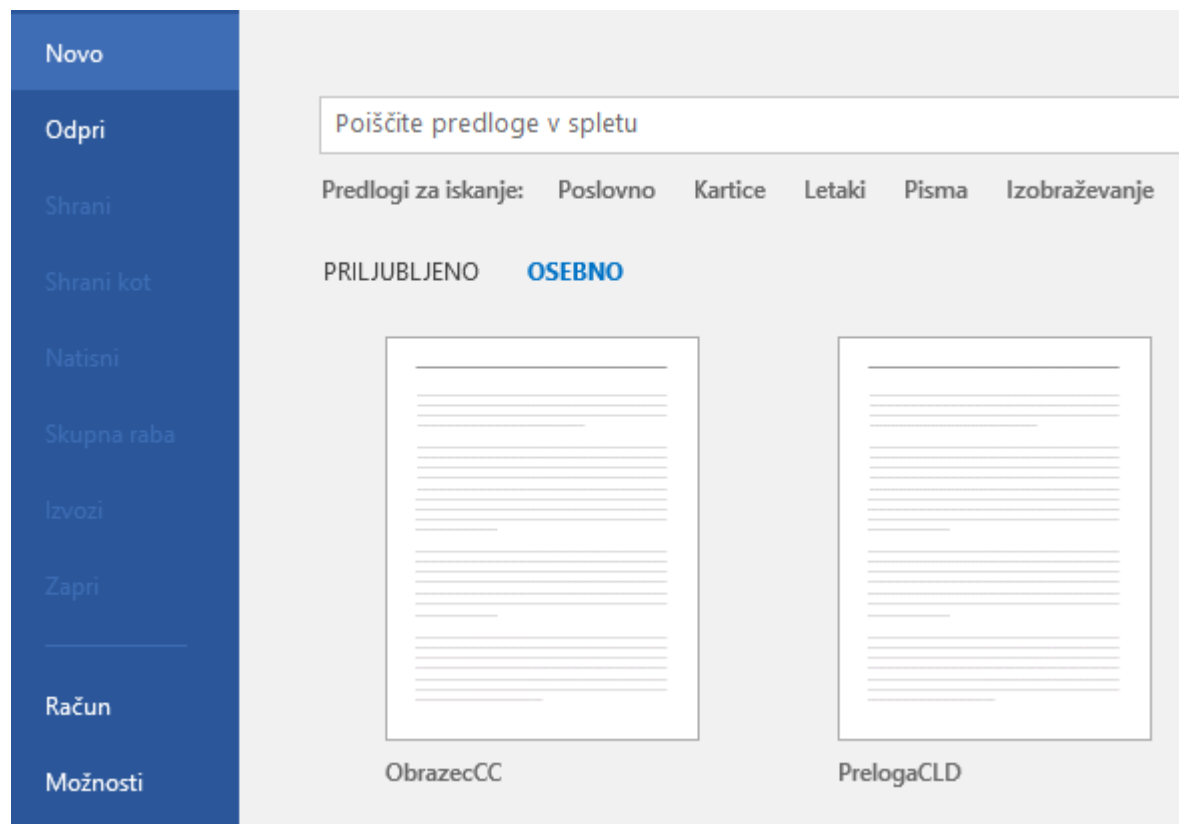 Novo
Odpri
Shrani
Shrani kot
Natisni
Skupna raba
Izvozi
Zapri
Račun
Možnosti
Poiščite predloge v spletu
Predlogi za iskanje: Poslovno Kartice Letaki Pisma Izobraževanje
PRILJUBLJENO OSEBNO
ObrazecCC PrelogaCLD